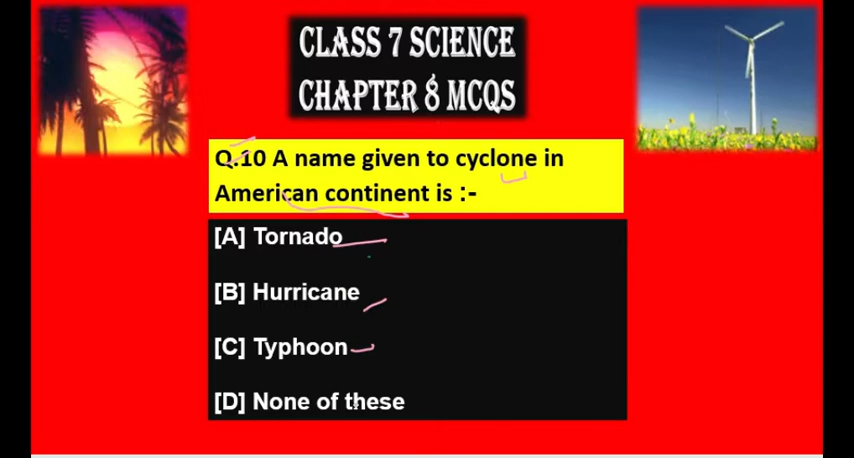 CLASS 7 SCIENCE
CHAPTER 8 MCQS
Q.10 A name given to cyclone in
American continent is :-
[A] Tornado
[B] Hurricane
[C] Typhoon
[D] None of these